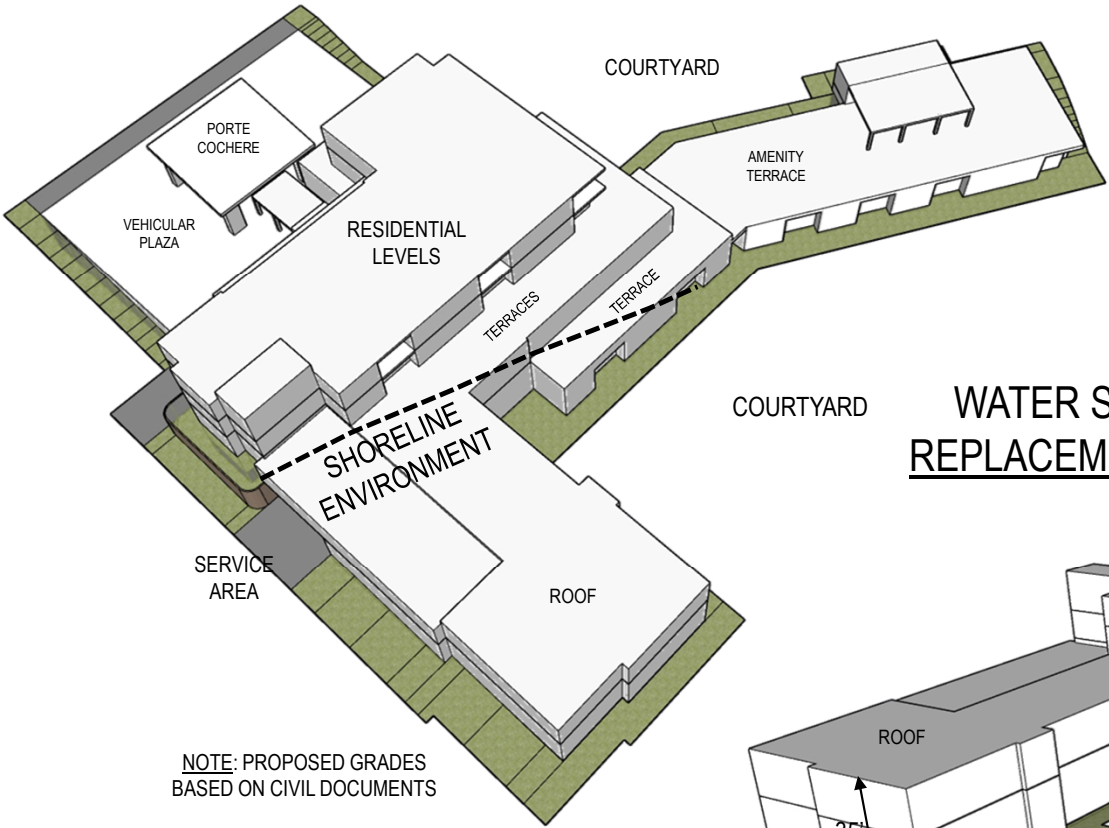 COURTYARD
PORTE
COCHERE
AMENITY
TERRACE
VEHICULAR
PLAZA
RESIDENTIAL
LEVELS
TERRACES
TERRACE
SHORELINE
ENVIRONMENT
COURTYARD
WATER S
REPLACEM
SERVICE
AREA
ROOF
NOTE: PROPOSED GRADES
BASED ON CIVIL DOCUMENTS
ROOF